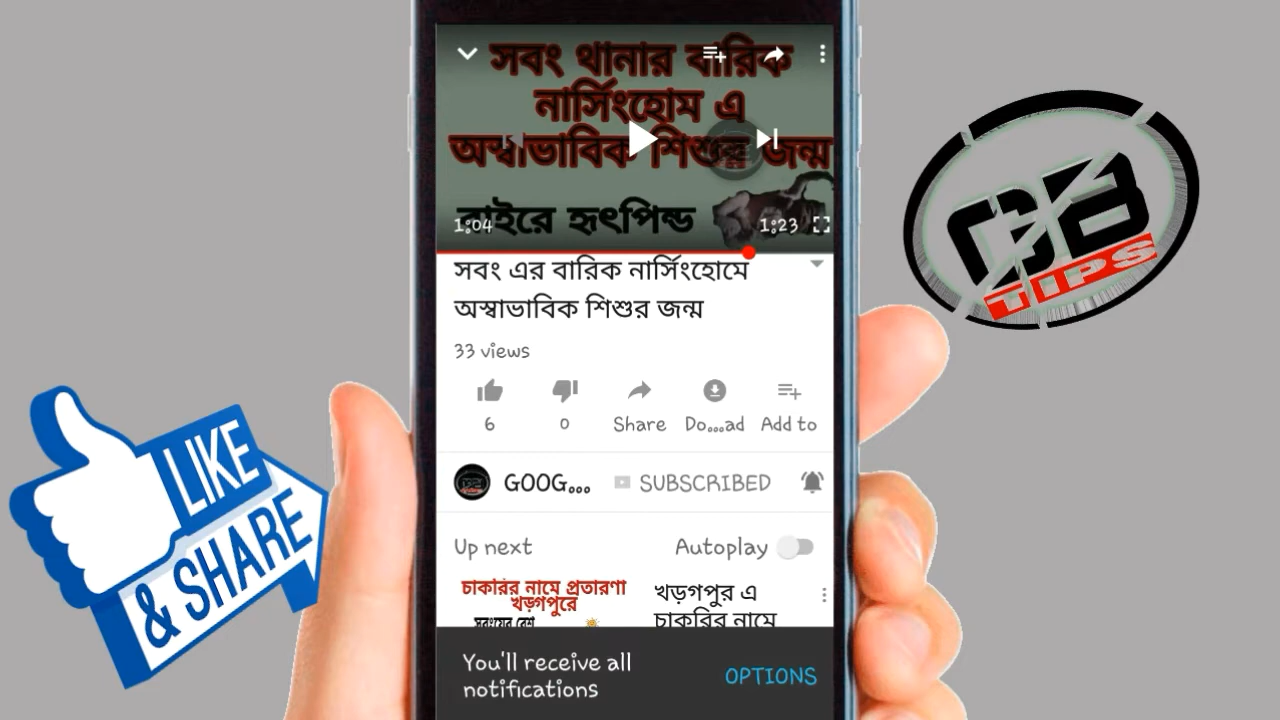 সবং থানার বারিক
নার্সিংহোম এ
অস্বাভাবিক শিশুর জন্ম
বাইরে হৃৎপিন্ড
1:04
1:23
সবং এর বারিক নার্সিংহোমে
অস্বাভাবিক শিশুর জন্ম
33 views
6
0
Share
Do...ad
Add to
GOOG...
SUBSCRIBED
Up next
Autoplay
চাকরির নামে প্রতারণা
খড়্গপুরে
খড়গপুর এ
চাকরির নামে
You'll receive all
notifications
OPTIONS
LIKE
& SHARE
GB
TIPS